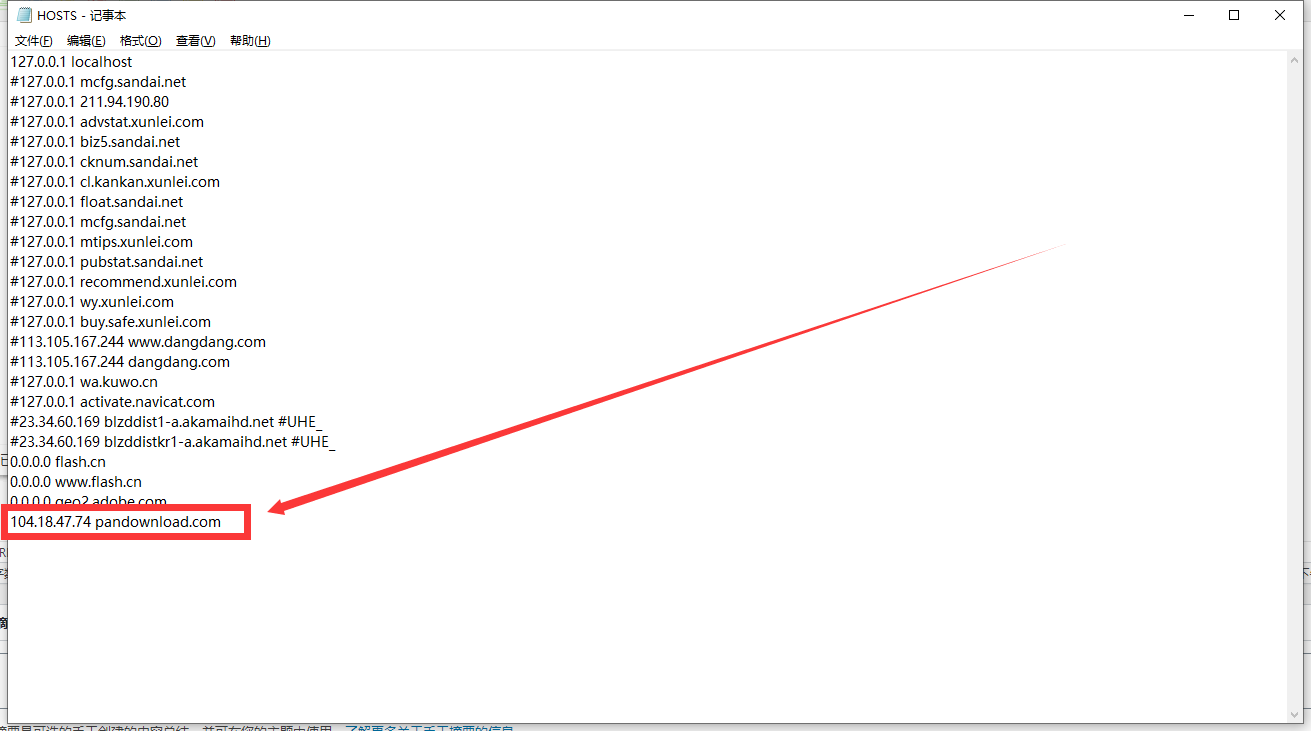 HOSTS - 记事本
文件(F) 编辑(E) 格式(O) 查看(V) 帮助(H)
127.0.0.1 localhost
#127.0.0.1 mcfg.sandai.net
#127.0.0.1 211.94.190.80
#127.0.0.1 advstat.xunlei.com
#127.0.0.1 biz5.sandai.net
#127.0.0.1 cknum.sandai.net
#127.0.0.1 cl.kankan.xunlei.com
#127.0.0.1 float.sandai.net
#127.0.0.1 mcfg.sandai.net
#127.0.0.1 mtips.xunlei.com
#127.0.0.1 pubstat.sandai.net
#127.0.0.1 recommend.xunlei.com
#127.0.0.1 wy.xunlei.com
#127.0.0.1 buy.safe.xunlei.com
#113.105.167.244 www.dangdang.com
#113.105.167.244 dangdang.com
#127.0.0.1 wa.kuwo.cn
#127.0.0.1 activate.navicat.com
#23.34.60.169 blzddist1-a.akamaihd.net #UHE_
#23.34.60.169 blzddistkr1-a.akamaihd.net #UHE_
0.0.0.0 flash.cn
0.0.0.0 www.flash.cn
0.0.0.0 geo2.adobe.com
104.18.47.74 pandownload.com